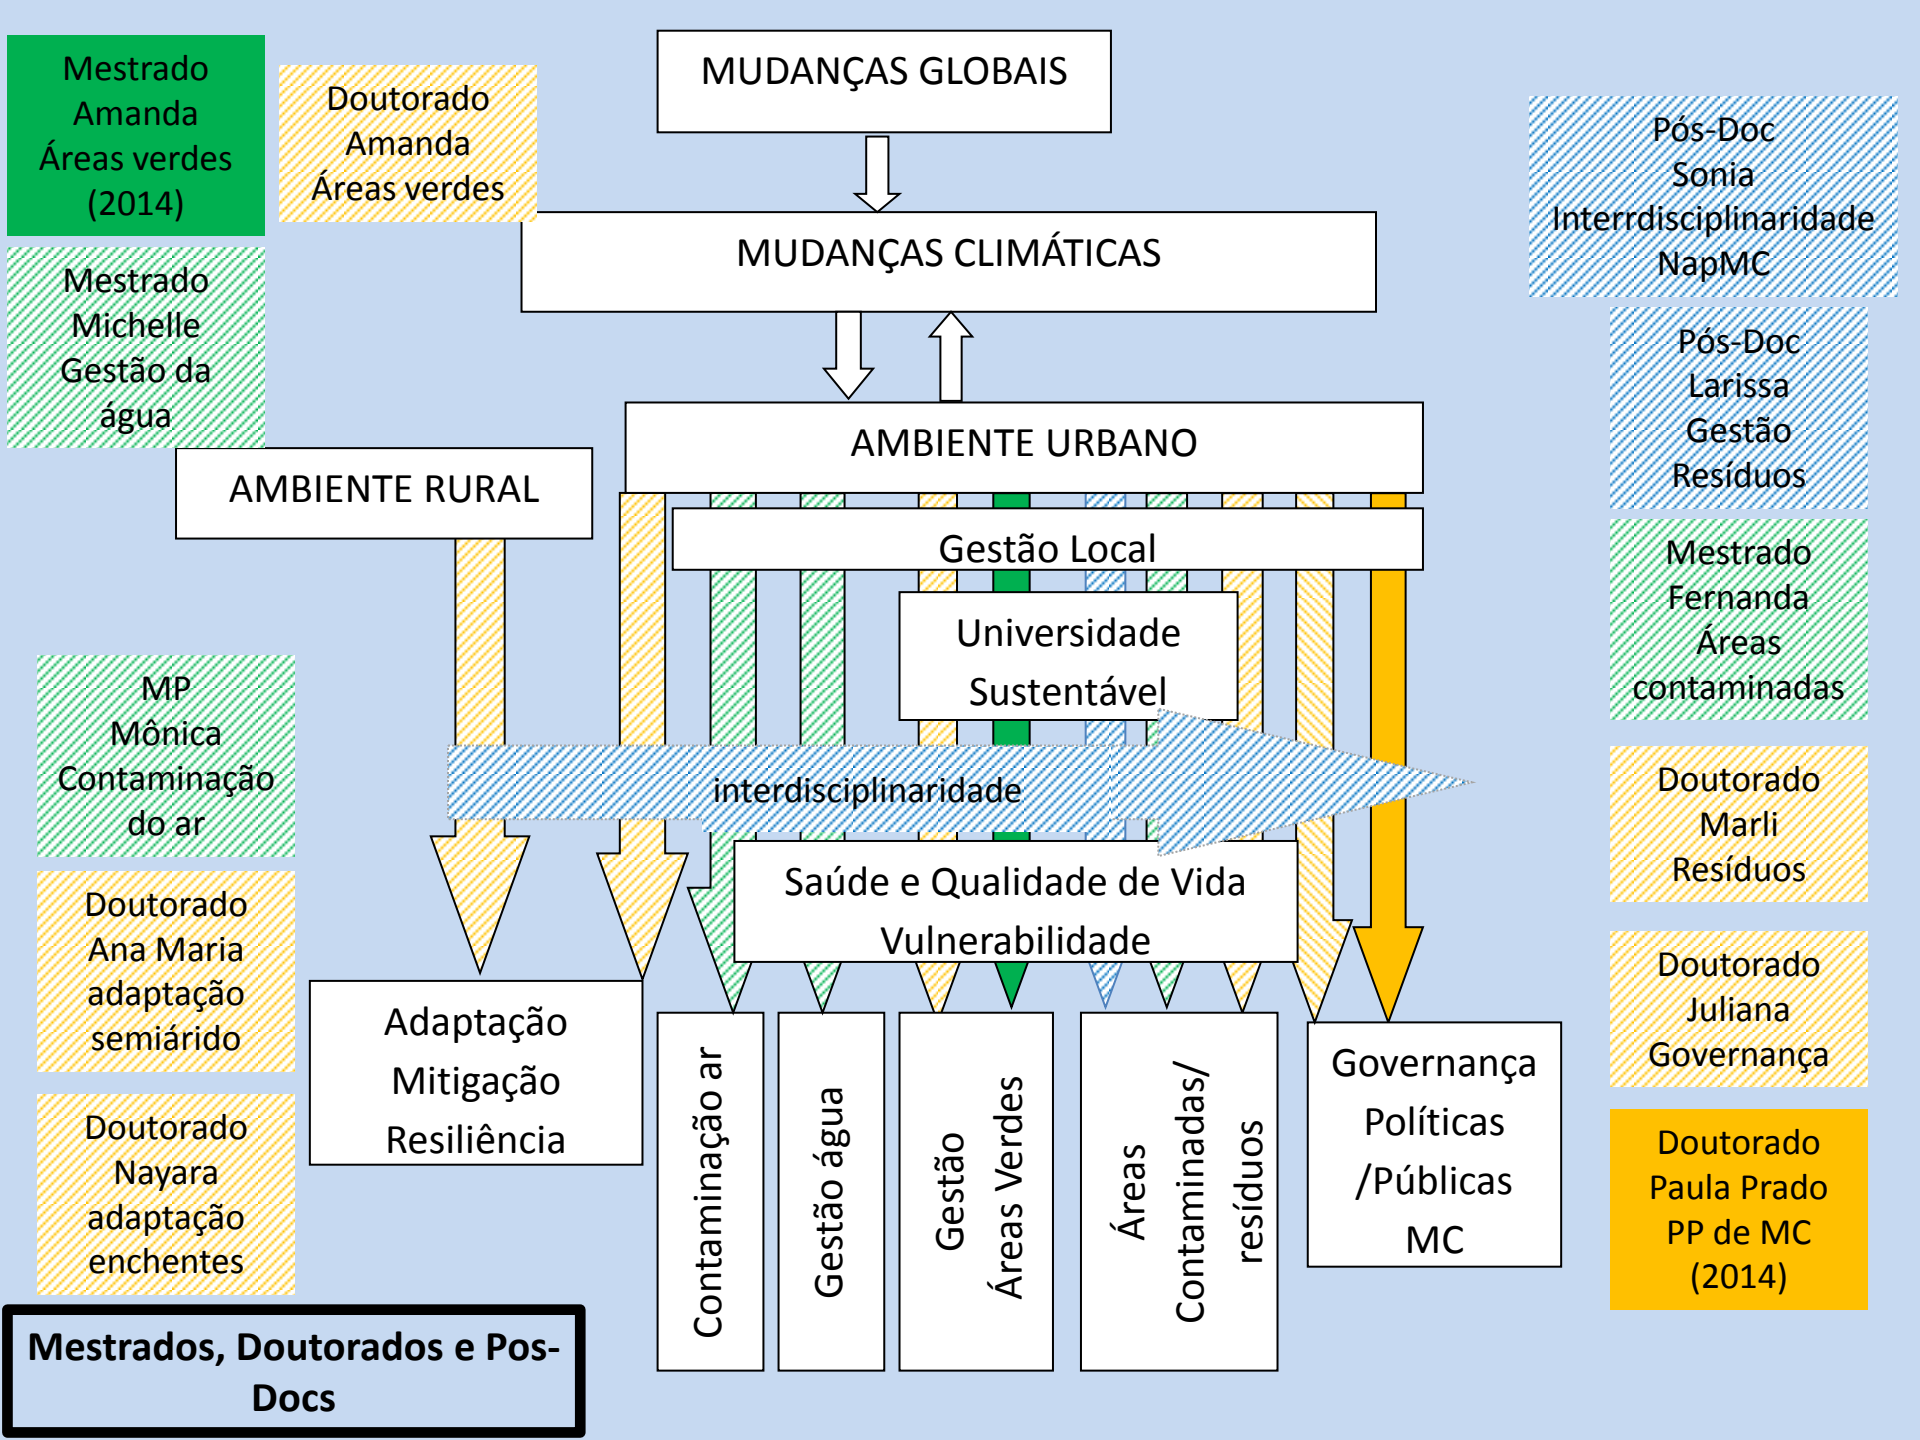 Mestrado
Amanda
Áreas verdes
(2014)
Doutorado
Amanda
Áreas verdes
MUDANÇAS GLOBAIS
Pós-Doc
Sonia
Interrdisciplinaridade
NapMC
MUDANÇAS CLIMÁTICAS
Mestrado
Michelle
Gestão da
água
Pós-Doc
Larissa
Gestão
Resíduos
AMBIENTE URBANO
AMBIENTE RURAL
Gestão Local
Mestrado
Fernanda
Áreas
contaminadas
Universidade
Sustentável
MP
Mônica
Contaminação
do ar
interdisciplinaridade
Doutorado
Marli
Resíduos
Saúde e Qualidade de Vida
Vulnerabilidade
Doutorado
Ana Maria
adaptação
semiárido
Doutorado
Juliana
Governança
Adaptação
Mitigação
Resiliência
Contaminação ar
Gestão água
Gestão
Áreas Verdes
Áreas
Contaminadas/
resíduos
Governança
Políticas
/Públicas
MC
Doutorado
Nayara
adaptação
enchentes
Doutorado
Paula Prado
PP de MC
(2014)
Mestrados, Doutorados e Pos-
Docs